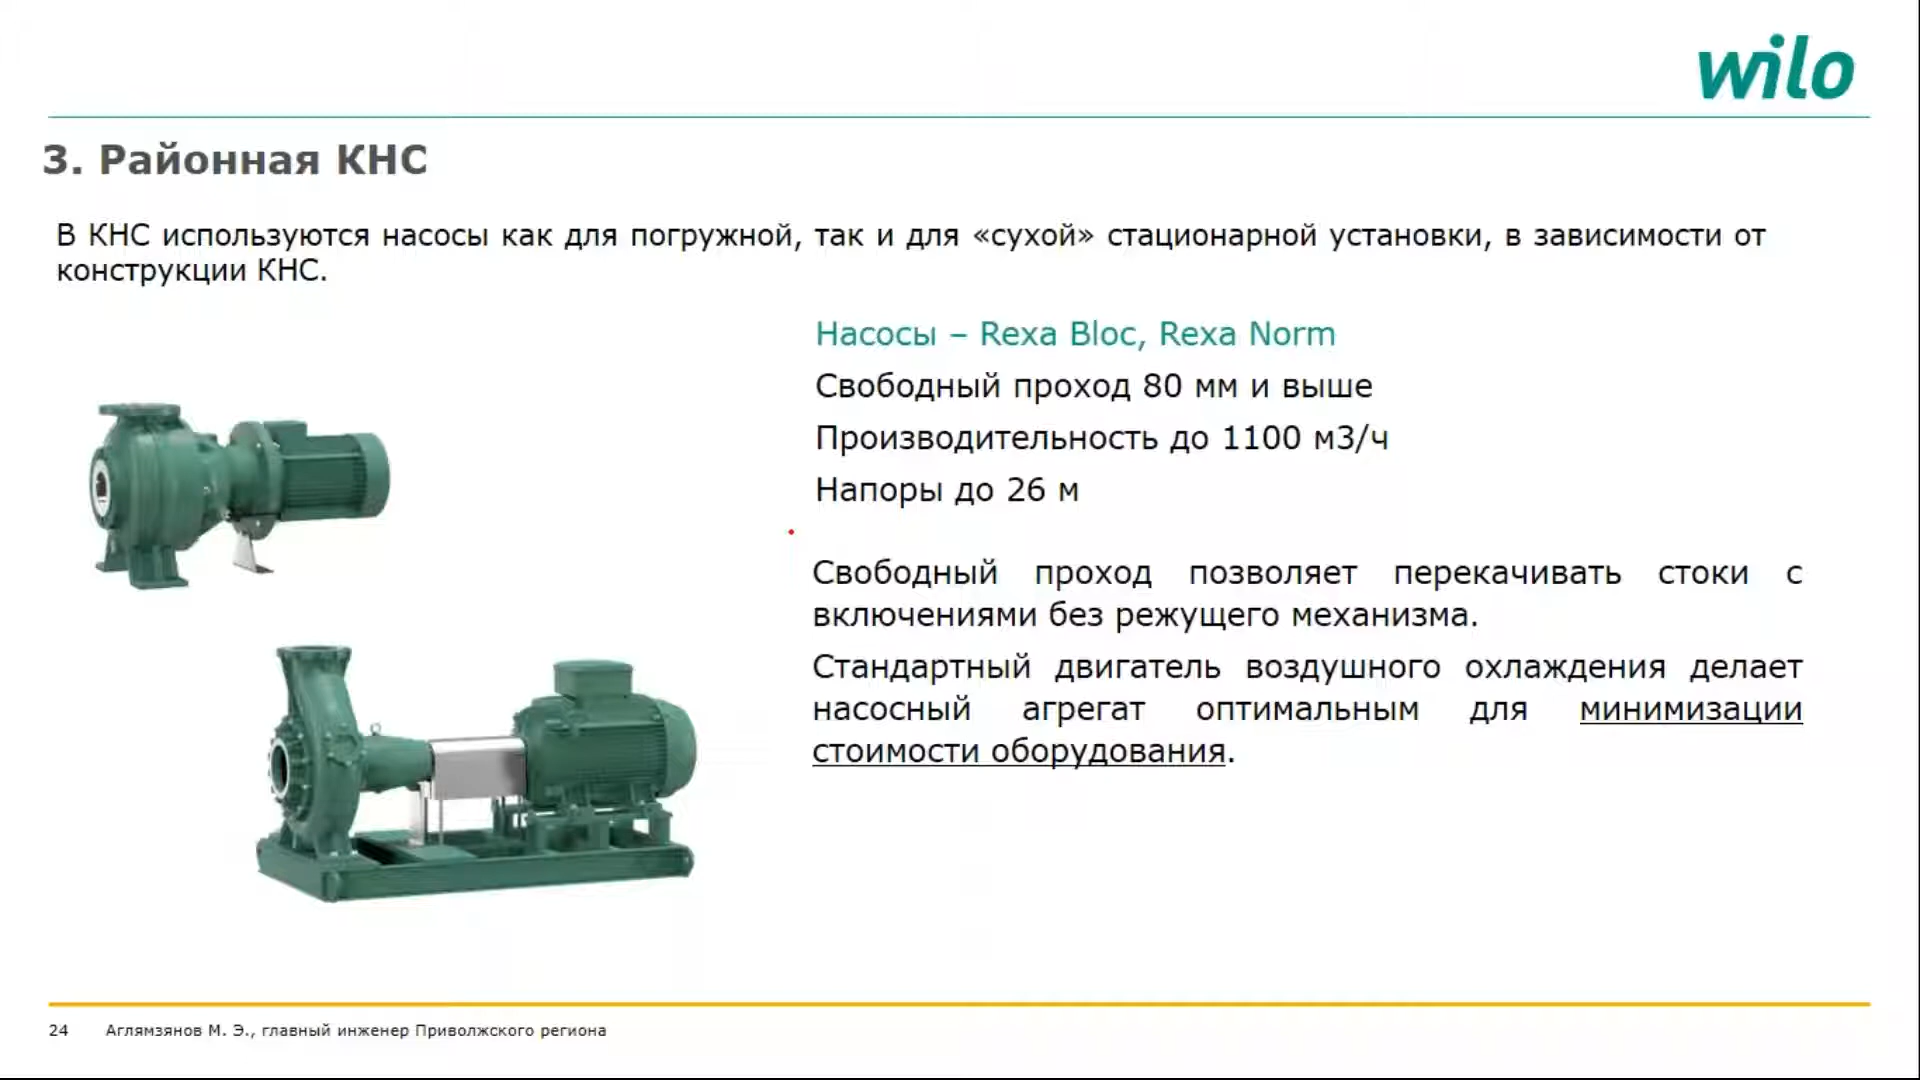 wilo
3. Районная КНС
В КНС используются насосы как для погружной, так и для «сухой» стационарной установки, в зависимости от
конструкции КНС.
Насосы – Rexa Bloc, Rexa Norm
Свободный проход 80 мм и выше
Производительность до 1100 м3/ч
Напоры до 26 м
Свободный проход позволяет перекачивать стоки с
включениями без режущего механизма.
Стандартный двигатель воздушного охлаждения делает
насосный агрегат оптимальным для минимизации
стоимости оборудования.
24 Аглямзянов М. Э., главный инженер Приволжского региона